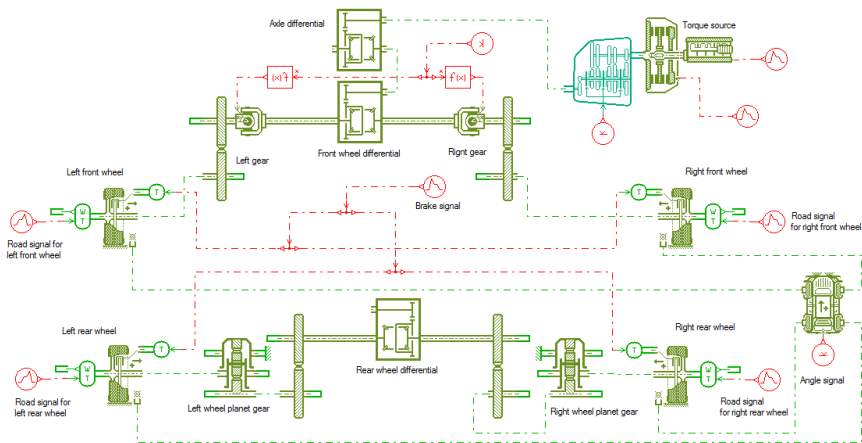 Axle differential
Torque source
K
f(x)
f(x)
K
Left gear
Front wheel differential
Rignt gear
Left front wheel
Right front wheel
T
T
W
T
Brake signal
W
T
Road signal for
left front wheel
Road signal
for right front wheel
Left rear wheel
Right rear wheel
T
T
K
W
T
W
T
Rear wheel differential
Angle signal
Road signal for
left rear wheel
Left wheel planet gear
Right wheel planet gear
Road signal
for right rear wheel